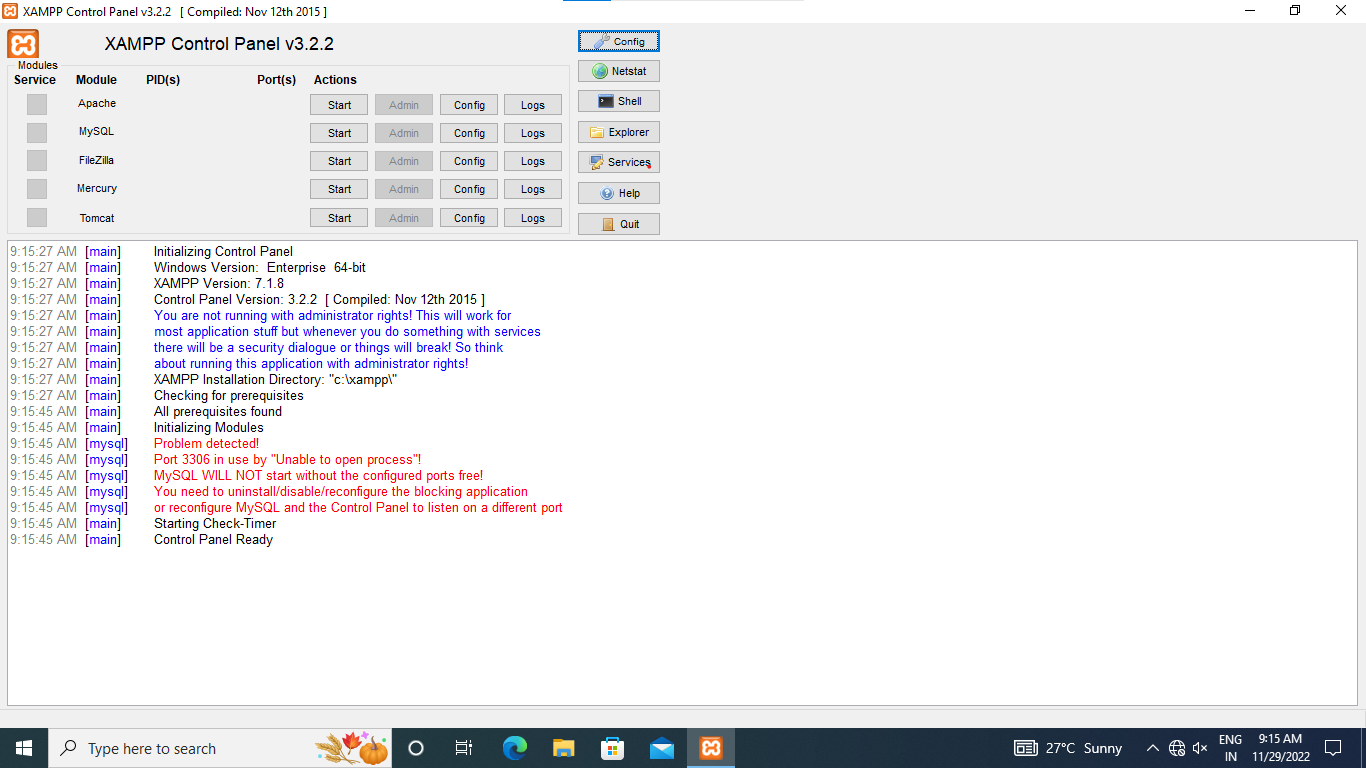 XAMPP Control Panel v3.2.2 [ Compiled: Nov 12th 2015 ]
XAMPP Control Panel v3.2.2
Config
Modules
Service Module PID(s) Port(s) Actions
Netstat
Apache Start Admin Config Logs
Shell
MySQL Start Admin Config Logs
Explorer
FileZilla Start Admin Config Logs
Services
Mercury Start Admin Config Logs
Help
Tomcat Start Admin Config Logs
Quit
9:15:27 AM [main] Initializing Control Panel
9:15:27 AM [main] Windows Version: Enterprise 64-bit
9:15:27 AM [main] XAMPP Version: 7.1.8
9:15:27 AM [main] Control Panel Version: 3.2.2 [ Compiled: Nov 12th 2015 ]
9:15:27 AM [main] You are not running with administrator rights! This will work for
9:15:27 AM [main] most application stuff but whenever you do something with services
9:15:27 AM [main] there will be a security dialogue or things will break! So think
9:15:27 AM [main] about running this application with administrator rights!
9:15:27 AM [main] XAMPP Installation Directory: "c:\xampp\"
9:15:27 AM [main] Checking for prerequisites
9:15:45 AM [main] All prerequisites found
9:15:45 AM [main] Initializing Modules
9:15:45 AM [mysql] Problem detected!
9:15:45 AM [mysql] Port 3306 in use by "Unable to open process"!
9:15:45 AM [mysql] MySQL WILL NOT start without the configured ports free!
9:15:45 AM [mysql] You need to uninstall/disable/reconfigure the blocking application
9:15:45 AM [mysql] or reconfigure MySQL and the Control Panel to listen on a different port
9:15:45 AM [main] Starting Check-Timer
9:15:45 AM [main] Control Panel Ready
Type here to search
27°C Sunny
ENG
IN
9:15 AM
11/29/2022